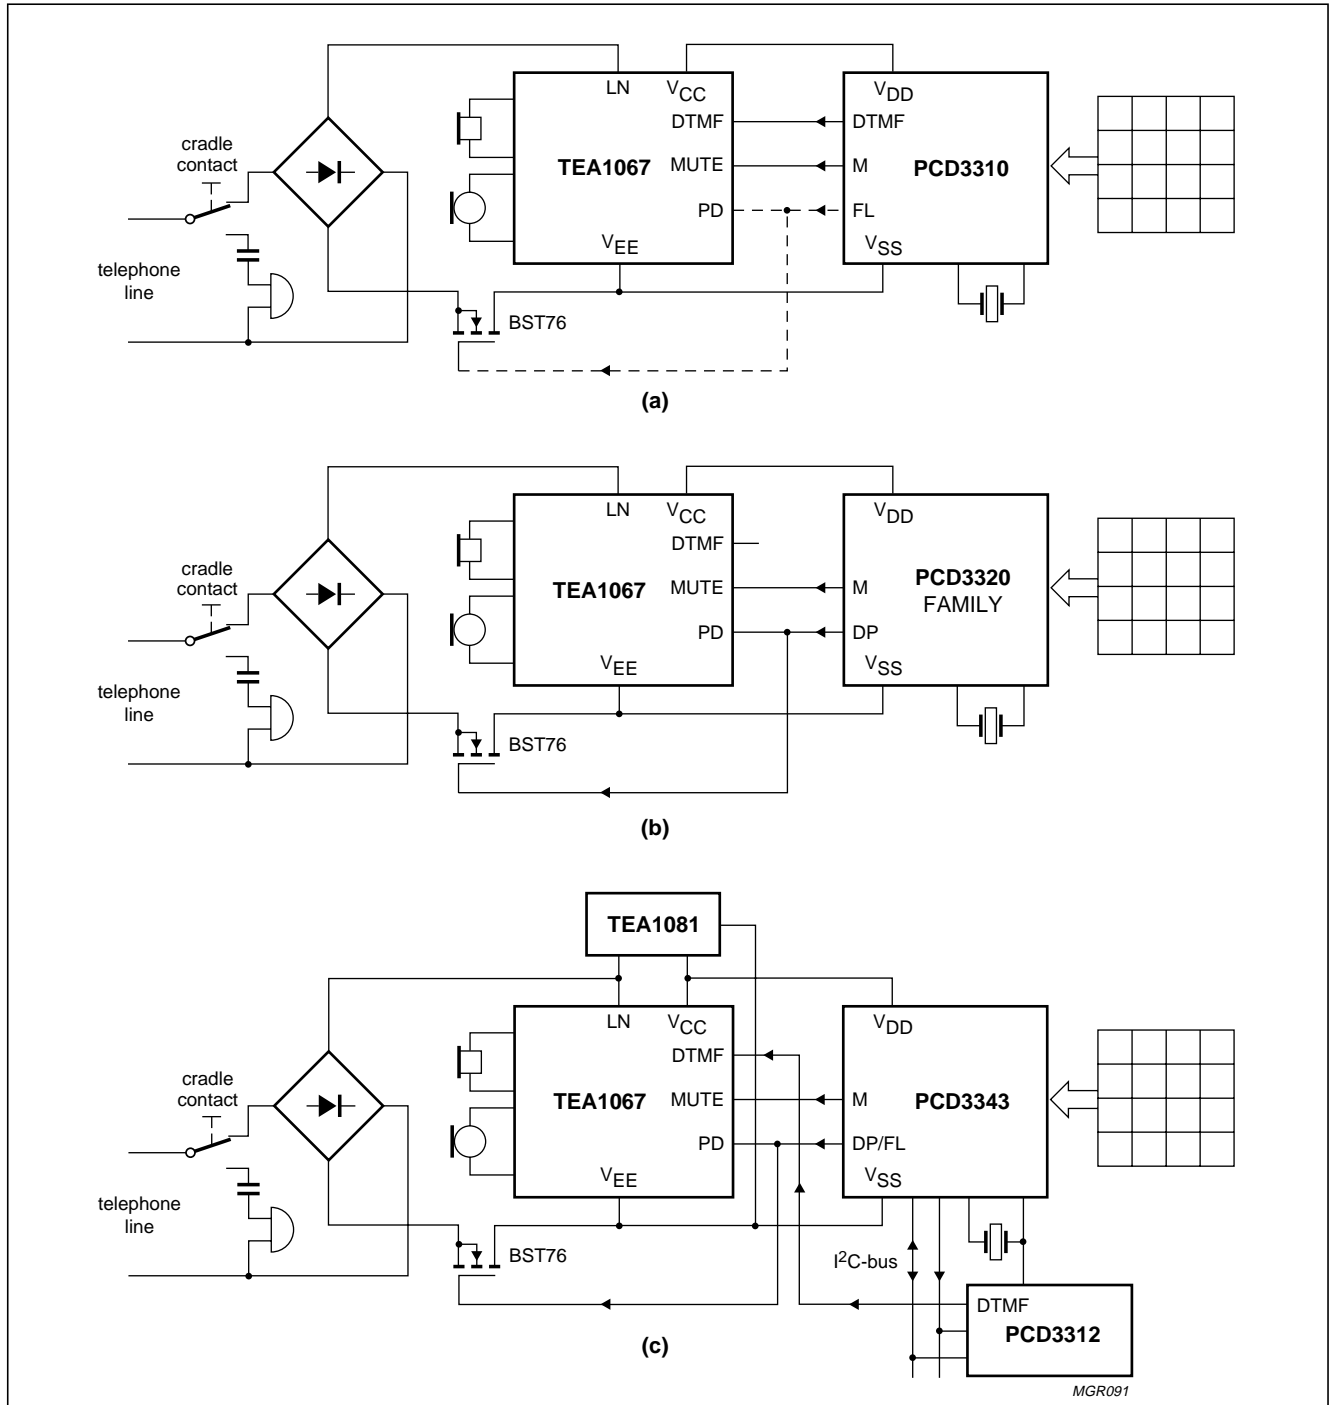 LN
VCC
VDD
cradle
contact
DTMF
DTMF
TEA1067
MUTE
M
PCD3310
PD
FL
VEE
VSS
telephone
line
BST76
(a)
LN
VCC
VDD
DTMF
cradle
contact
TEA1067
MUTE
M
PCD3320
FAMILY
PD
DP
VEE
VSS
telephone
line
BST76
(b)
TEA1081
LN
VCC
VDD
DTMF
cradle
contact
TEA1067
MUTE
M
PCD3343
PD
DP/FL
VEE
VSS
telephone
line
BST76
I2C-bus
DTMF
PCD3312
(c)
MGR091